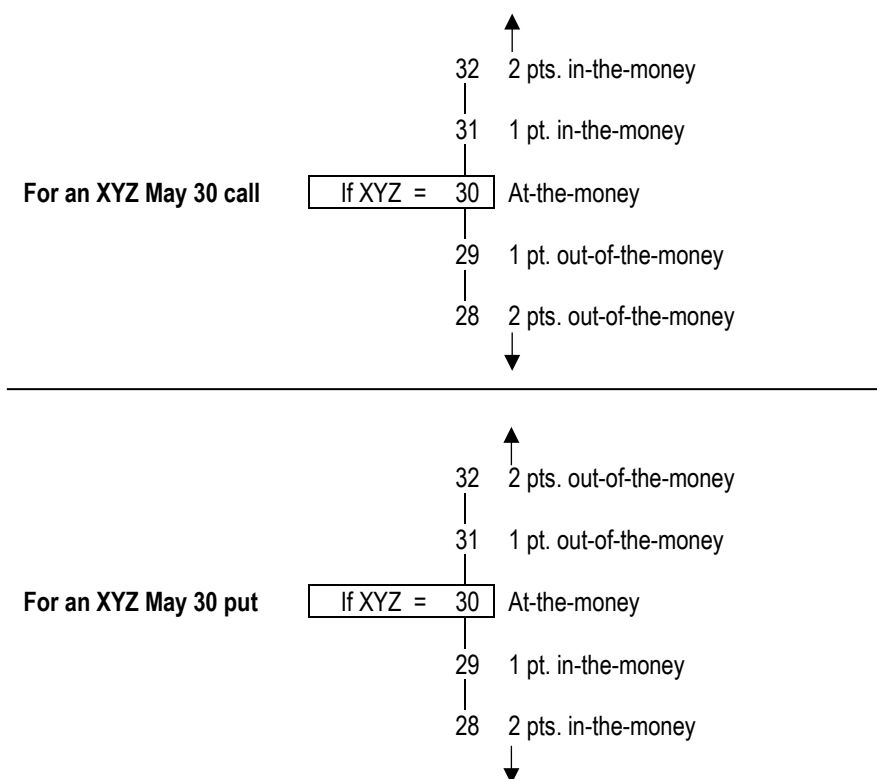 32 2 pts. in-the-money
31 1 pt. in-the-money
For an XYZ May 30 call If XYZ = 30 At-the-money
29 1 pt. out-of-the-money
28 2 pts. out-of-the-money
32 2 pts. out-of-the-money
31 1 pt. out-of-the-money
For an XYZ May 30 put If XYZ = 30 At-the-money
29 1 pt. in-the-money
28 2 pts. in-the-money